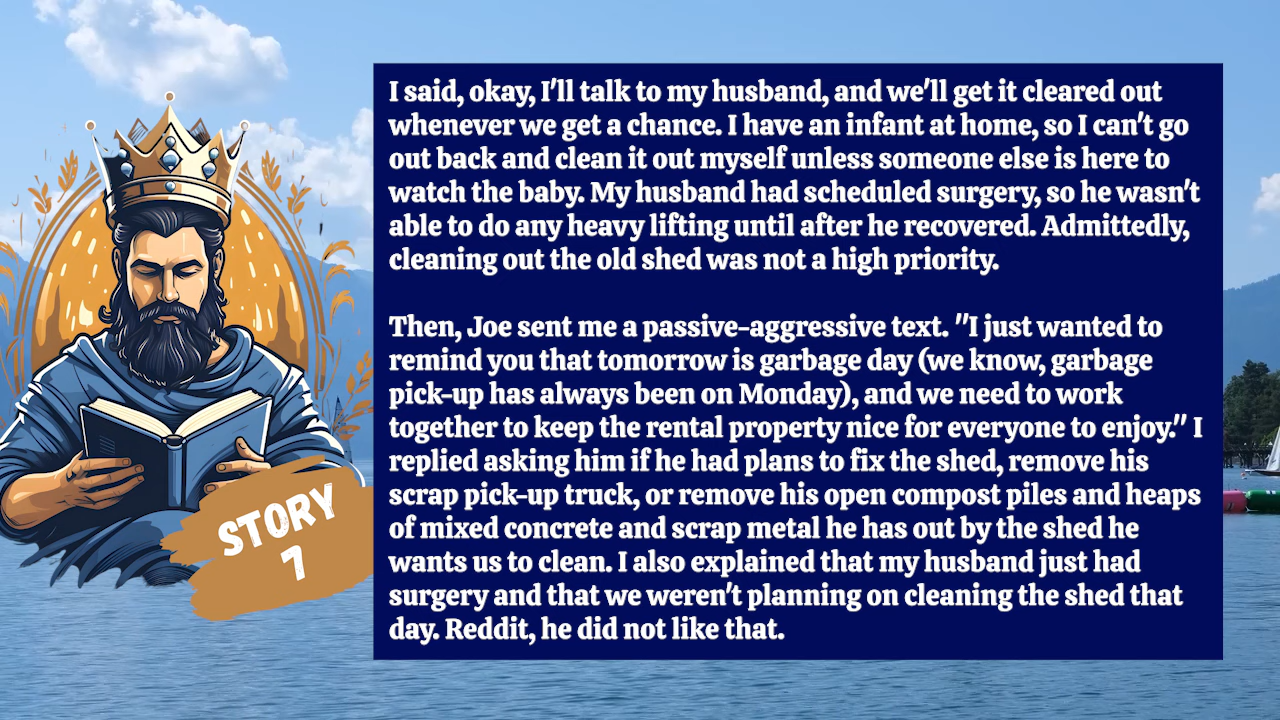 I said, okay, I'll talk to my husband, and we'll get it cleared out
whenever we get a chance. I have an infant at home, so I can't go
out back and clean it out myself unless someone else is here to
watch the baby. My husband had scheduled surgery, so he wasn't
able to do any heavy lifting until after he recovered. Admittedly,
cleaning out the old shed was not a high priority.
Then, Joe sent me a passive-aggressive text. "I just wanted to
remind you that tomorrow is garbage day (we know, garbage
pick-up has always been on Monday), and we need to work
together to keep the rental property nice for everyone to enjoy." I
replied asking him if he had plans to fix the shed, remove his
scrap pick-up truck, or remove his open compost piles and heaps
of mixed concrete and scrap metal he has out by the shed he
wants us to clean. I also explained that my husband just had
surgery and that we weren't planning on cleaning the shed that
day. Reddit, he did not like that.
STORY
7